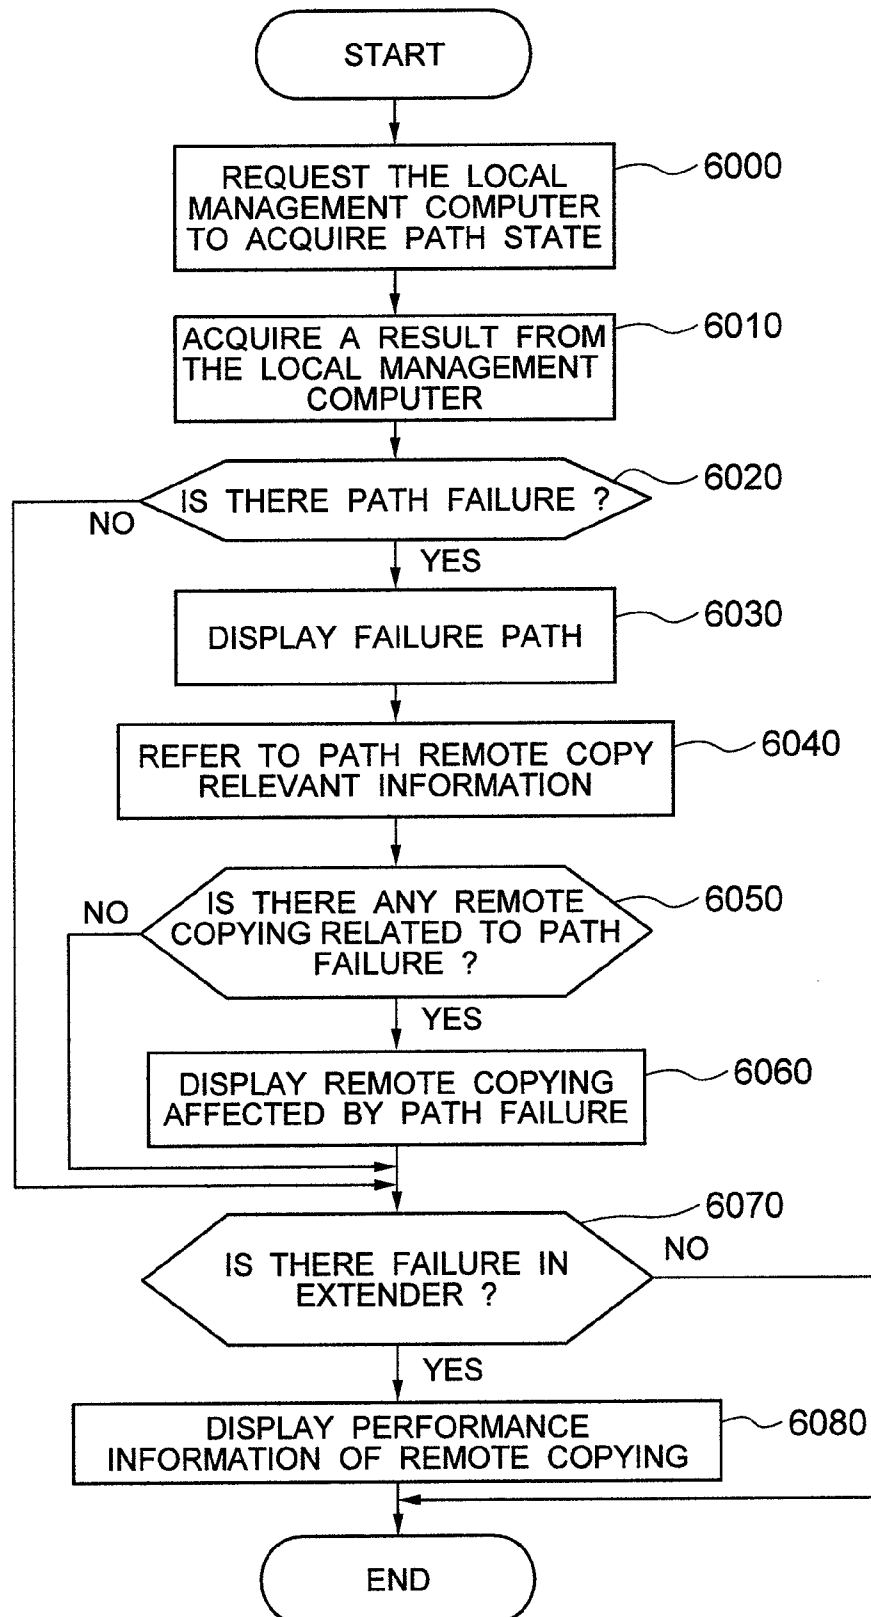 START
REQUEST THE LOCAL
MANAGEMENT COMPUTER
TO ACQUIRE PATH STATE
6000
ACQUIRE A RESULT FROM
THE LOCAL MANAGEMENT
COMPUTER
6010
IS THERE PATH FAILURE ?
6020
NO
YES
DISPLAY FAILURE PATH
6030
REFER TO PATH REMOTE COPY
RELEVANT INFORMATION
6040
IS THERE ANY REMOTE
COPYING RELATED TO PATH
FAILURE ?
6050
NO
YES
DISPLAY REMOTE COPYING
AFFECTED BY PATH FAILURE
6060
IS THERE FAILURE IN
EXTENDER ?
6070
NO
YES
DISPLAY PERFORMANCE
INFORMATION OF REMOTE COPYING
6080
END